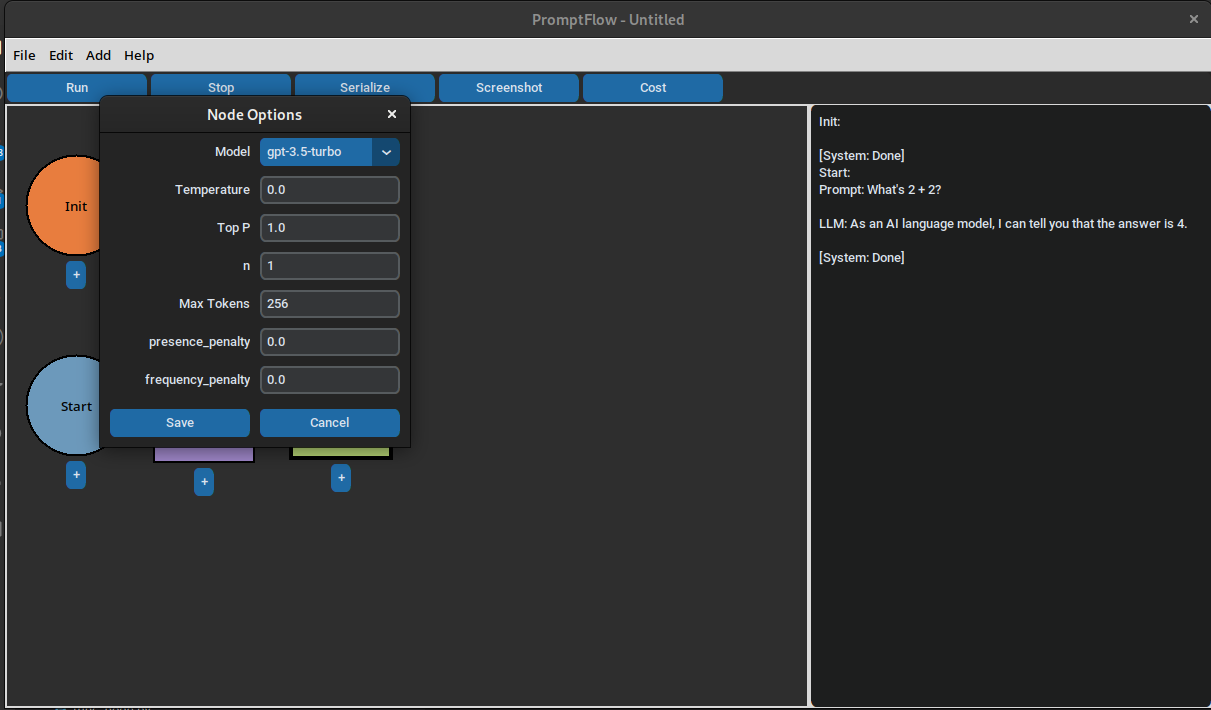 PromptFlow - Untitled
File Edit Add Help
Run Stop Serialize Screenshot Cost
Node Options
Model gpt-3.5-turbo
Temperature 0.0
Top P 1.0
n 1
Max Tokens 256
presence_penalty 0.0
frequency_penalty 0.0
Save Cancel
Init
+
Start
+
+
+
Init:
[System: Done]
Start:
Prompt: What's 2 + 2?
LLM: As an AI language model, I can tell you that the answer is 4.
[System: Done]